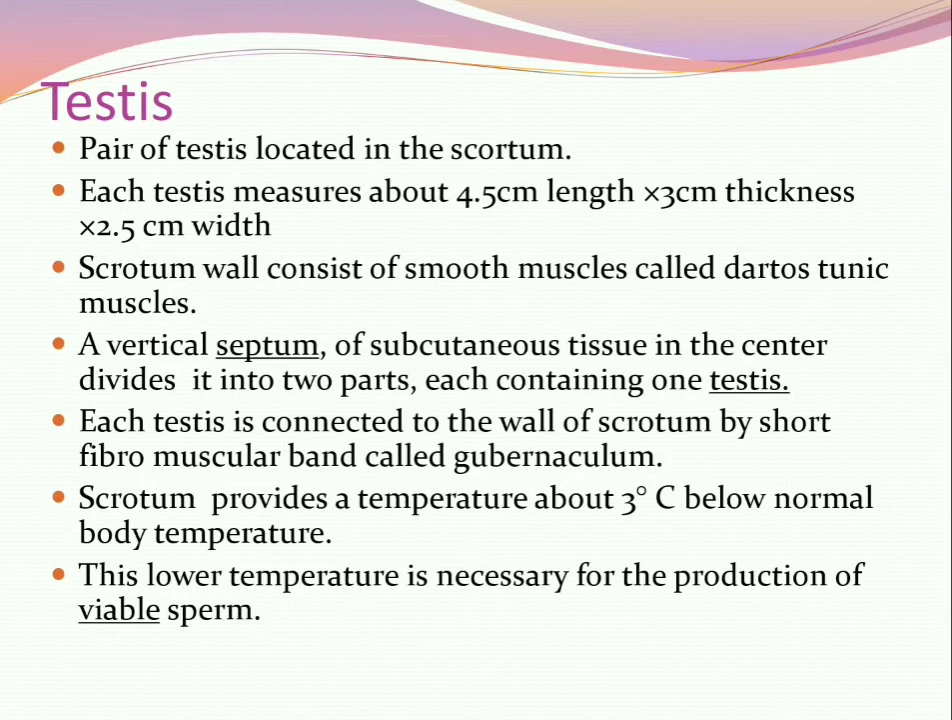 Testis
• Pair of testis located in the scortum.
• Each testis measures about 4.5cm length ×3cm thickness
×2.5 cm width
• Scrotum wall consist of smooth muscles called dartos tunic
muscles.
• A vertical septum, of subcutaneous tissue in the center
divides  it into two parts, each containing one testis.
• Each testis is connected to the wall of scrotum by short
fibro muscular band called gubernaculum.
• Scrotum  provides a temperature about 3° C below normal
body temperature.
• This lower temperature is necessary for the production of
viable sperm.